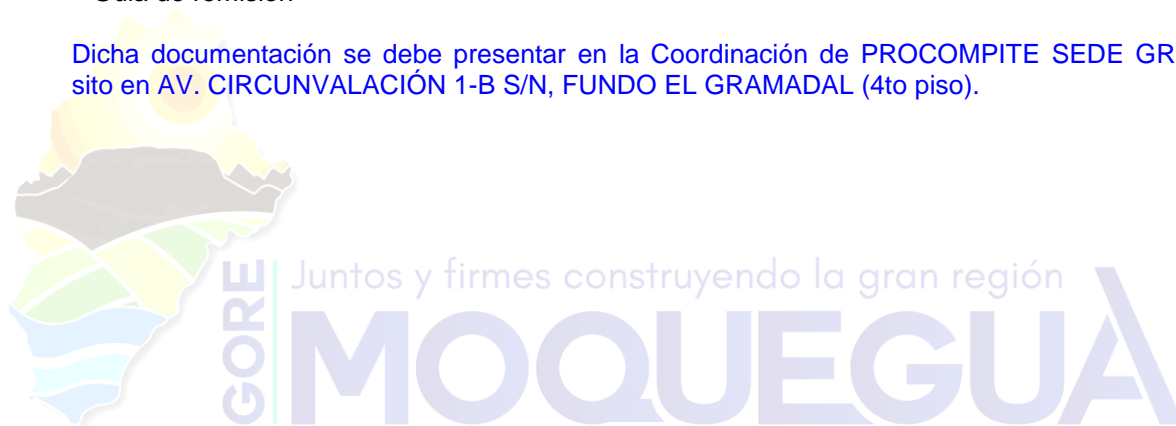 Guía de remisión
Dicha documentación se debe presentar en la Coordinación de PROCOMPITE SEDE GR
sito en AV. CIRCUNVALACIÓN 1-B S/N, FUNDO EL GRAMADAL (4to piso).
GORE
Juntos y firmes construyendo la gran región
MOQUEGUA